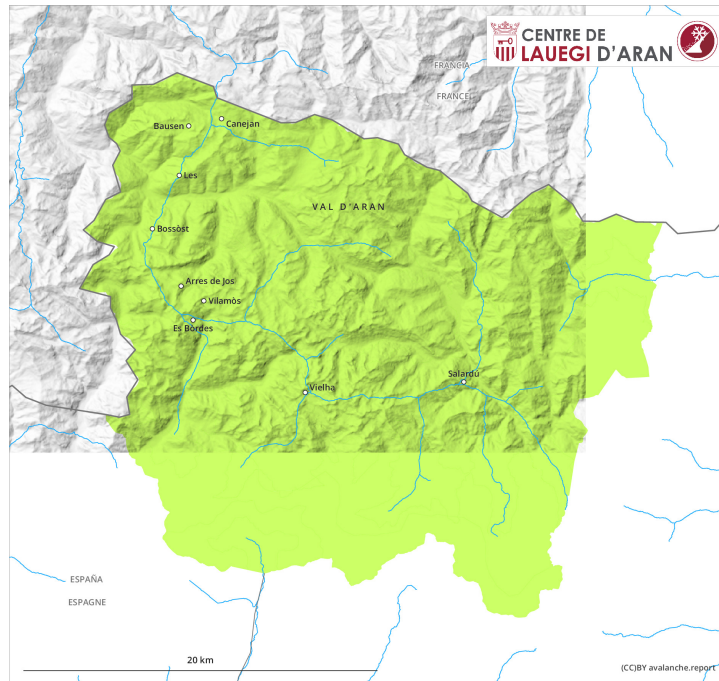 CENTRE DE
LAUEGI D'ARAN
FRANCIA
FRANCE
Canejan
Bausen
Les
VAL D'ARAN
Bossòst
Arres de Jos
Vilamòs
Es Bòrdes
Salardú
Vielha
ESPAÑA
ESPAGNE
20 km
(CC)BY avalanche.report